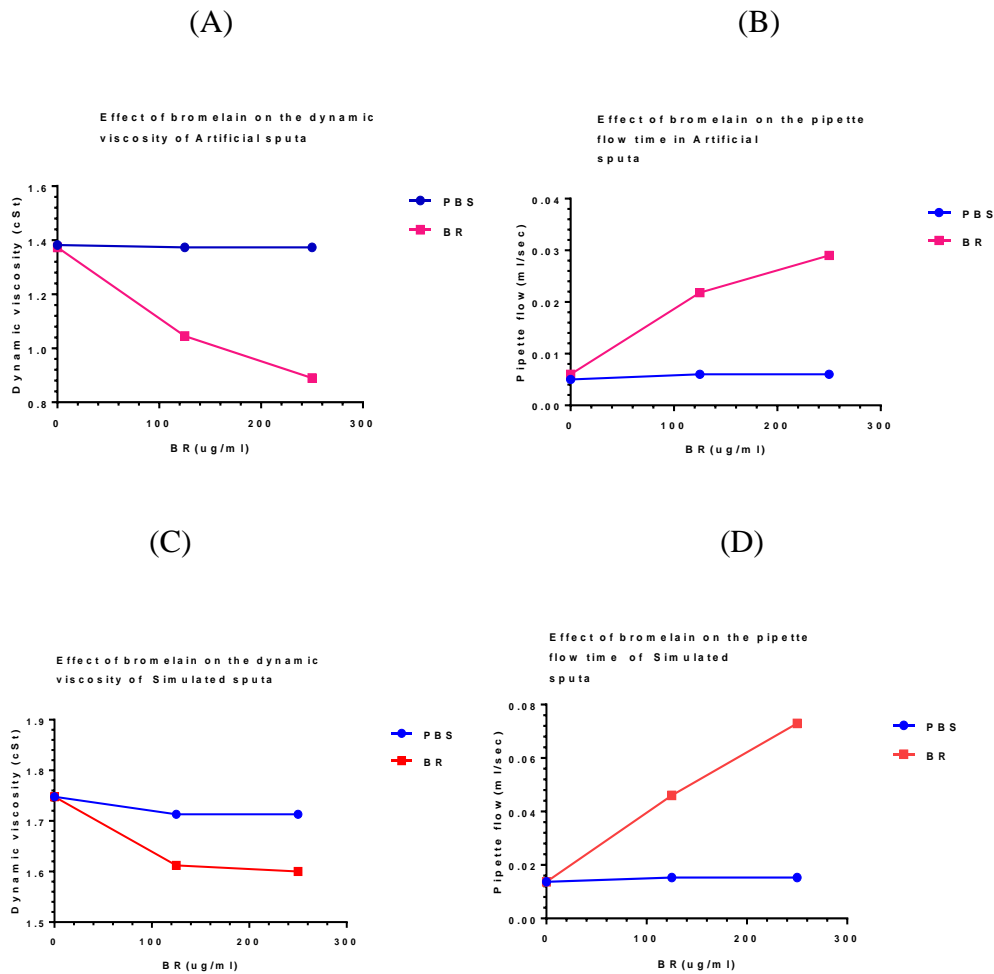 (A)
(B)
Effect of bromelain on the dynamic
viscosity of Artificial sputa
Dynamic viscosity (cSt)
1.6
1.4
1.2
1.0
0.8
0
100
200
300
BR (ug/ml)
PBS
BR
Effect of bromelain on the pipette
flow time in Artificial
sputa
Pipette flow (ml/sec)
0.04
0.03
0.02
0.01
0.00
0
100
200
300
BR (ug/ml)
PBS
BR
(C)
(D)
Effect of bromelain on the dynamic
viscosity of Simulated sputa
Dynamic viscosity (cSt)
1.9
1.8
1.7
1.6
1.5
0
100
200
300
BR (ug/ml)
PBS
BR
Effect of bromelain on the pipette
flow time of Simulated
sputa
Pipette flow (ml/sec)
0.08
0.06
0.04
0.02
0.00
0
100
200
300
BR (ug/ml)
PBS
BR